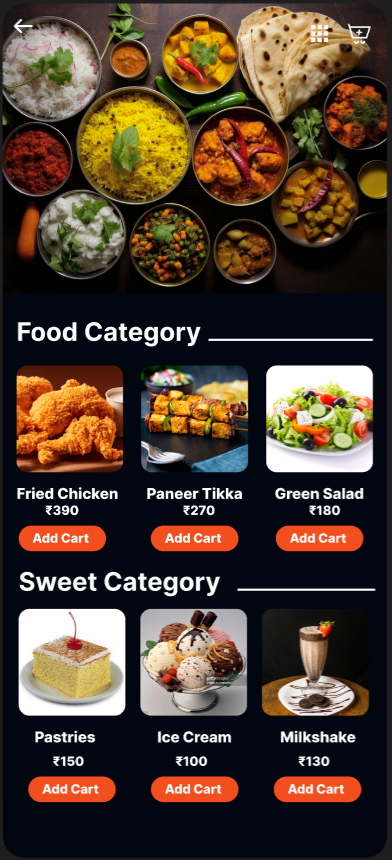 Food Category
Fried Chicken Paneer Tikka Green Salad
₹390 ₹270 ₹180
Add Cart Add Cart Add Cart
Sweet Category
Pastries Ice Cream Milkshake
₹150 ₹100 ₹130
Add Cart Add Cart Add Cart